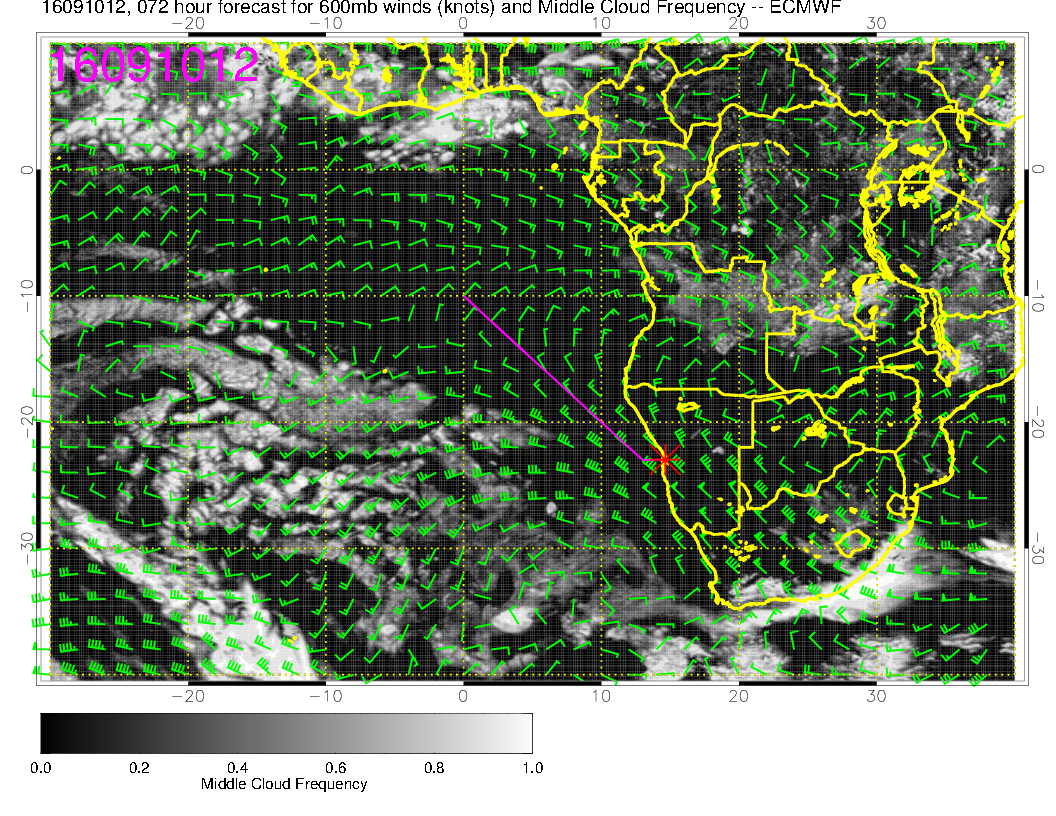 16091012, 072 hour forecast for 600mb winds (knots) and Middle Cloud Frequency -- ECMWF
-20 -10 0 10 20 30
16091012
0 0
-10 -10
-20 -20
-30 -30
-20 -10 0 10 20 30
0.0 0.2 0.4 0.6 0.8 1.0
Middle Cloud Frequency